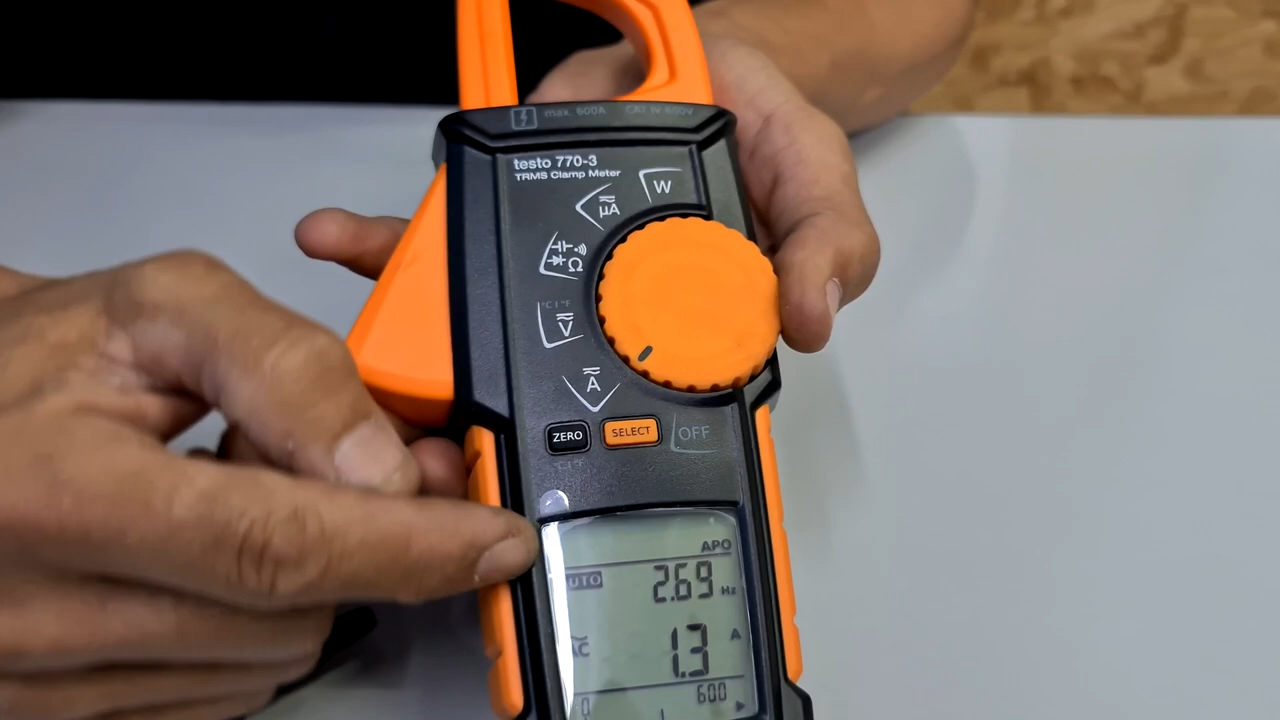 max. 600A CAT IV 600V
testo 770-3
TRMS Clamp Meter
W
µA
Ω
°C | °F
V
A
ZERO
SELECT
OFF
°C | °F
APO
AUTO
2.69 Hz
AC 1.3 A
0 600